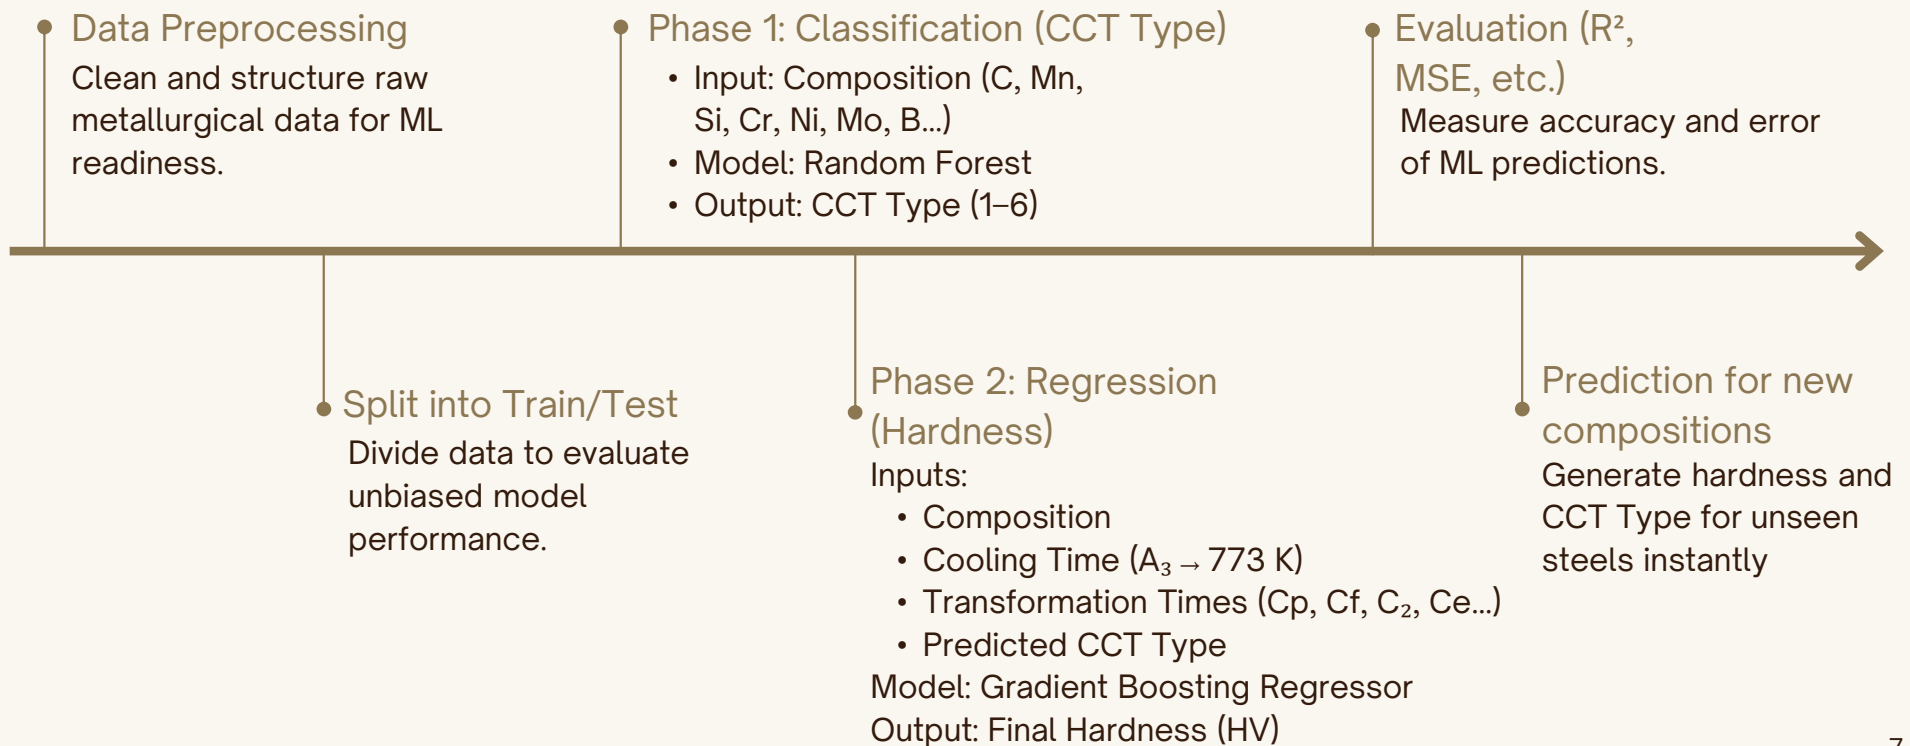 Data Preprocessing
Clean and structure raw
metallurgical data for ML
readiness.
Split into Train/Test
Divide data to evaluate
unbiased model
performance.
Phase 1: Classification (CCT Type)
• Input: Composition (C, Mn,
Si, Cr, Ni, Mo, B...)
• Model: Random Forest
• Output: CCT Type (1–6)
Phase 2: Regression
(Hardness)
Inputs:
• Composition
• Cooling Time (A₃ → 773 K)
• Transformation Times (Cp, Cf, C₂, Ce...)
• Predicted CCT Type
Model: Gradient Boosting Regressor
Output: Final Hardness (HV)
Evaluation (R²,
MSE, etc.)
Measure accuracy and error
of ML predictions.
Prediction for new
compositions
Generate hardness and
CCT Type for unseen
steels instantly